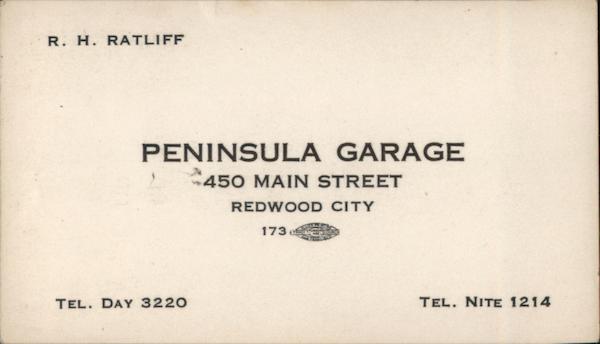 R. H. RATLIFF
PENINSULA GARAGE
450 MAIN STREET
REDWOOD CITY
173
TEL. DAY 3220
TEL. NITE 1214